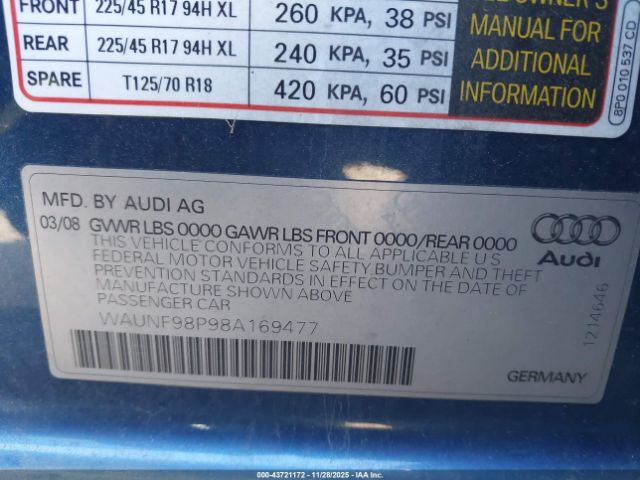 FRONT 225/45 R17 94H XL 260 KPA, 38 PSI
REAR 225/45 R17 94H XL 240 KPA, 35 PSI
SPARE T125/70 R18 420 KPA, 60 PSI
OWNER'S
MANUAL FOR
ADDITIONAL
INFORMATION
8P0 010 537 CD
MFD. BY AUDI AG
03/08 GVWR LBS 0000 GAWR LBS FRONT 0000/REAR 0000
THIS VEHICLE CONFORMS TO ALL APPLICABLE U S
FEDERAL MOTOR VEHICLE SAFETY,BUMPER AND THEFT
PREVENTION STANDARDS IN EFFECT ON THE DATE OF
MANUFACTURE SHOWN ABOVE
PASSENGER CAR
WAUNF98P98A169477
Audi
1214646
GERMANY
000-43721172 | 11/28/2025 | IAAI.COM